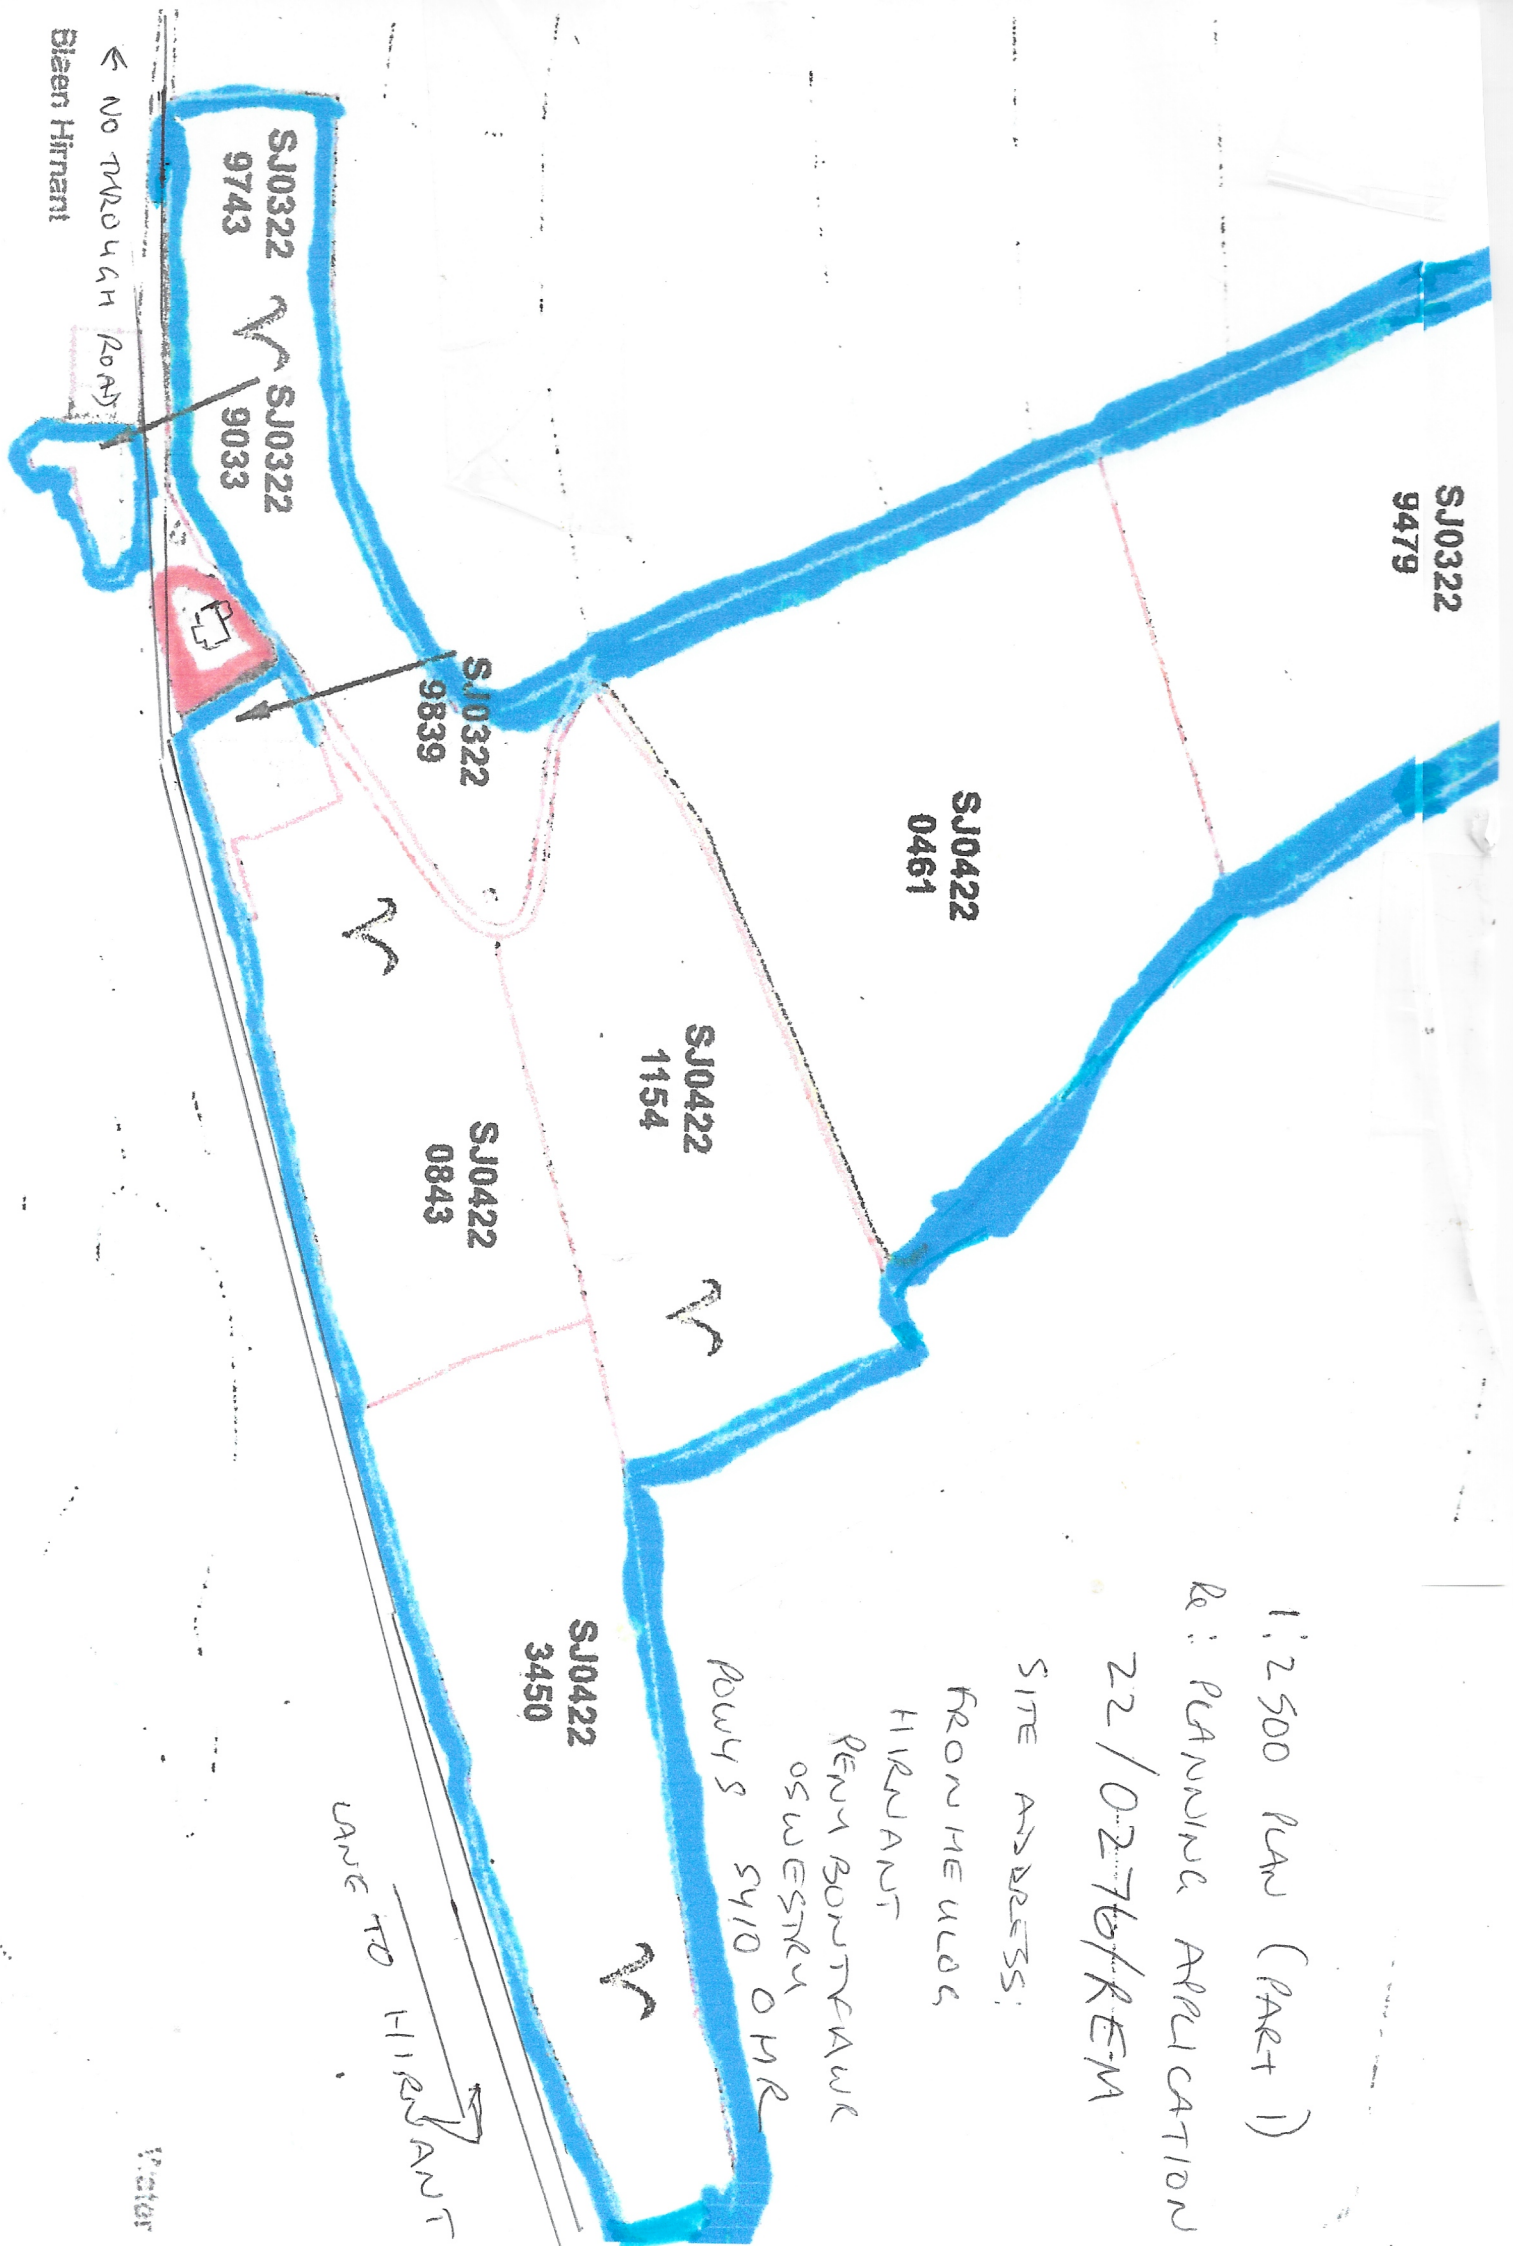 1:2500 PLAN (PART 1)
Re: PLANNING APPLICATION
22/0276/REM
SITE ADDRESS:
FRONHEULOG
HIRNANT
PENYBONTFAWR
OSWESTRY
POWYS SY10 0HR
SJ0322
9479
SJ0422
0461
SJ0422
1154
SJ0422
0843
SJ0422
3450
SJ0322
9839
SJ0322
9743
SJ0322
9033
← NO THROUGH ROAD
Blaen Hirnant
LANE TO HIRNANT
Water